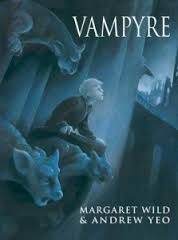 VAMPYRE
MARGARET WILD
& ANDREW YEO